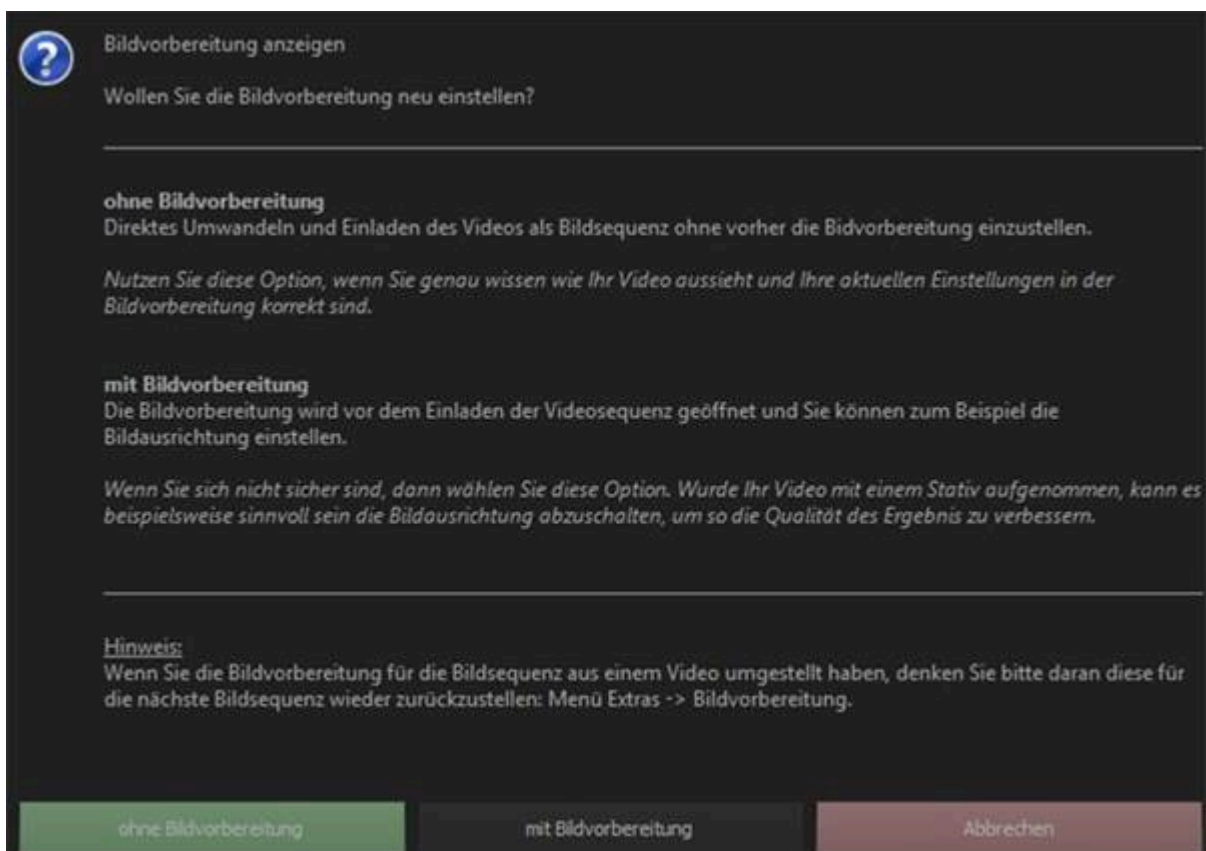 Bildvorbereitung anzeigen
Wollen Sie die Bildvorbereitung neu einstellen?
ohne Bildvorbereitung
Direktes Umwandeln und Einladen des Videos als Bildsequenz ohne vorher die Bidvorbereitung einzustellen.
Nutzen Sie diese Option, wenn Sie genau wissen wie Ihr Video aussieht und Ihre aktuellen Einstellungen in der
Bildvorbereitung korrekt sind.
mit Bildvorbereitung
Die Bildvorbereitung wird vor dem Einladen der Videosequenz geöffnet und Sie können zum Beispiel die
Bildausrichtung einstellen.
Wenn Sie sich nicht sicher sind, dann wählen Sie diese Option. Wurde Ihr Video mit einem Stativ aufgenommen, kann es
beispielsweise sinnvoll sein die Bildausrichtung abzuschalten, um so die Qualität des Ergebnis zu verbessern.
Hinweis:
Wenn Sie die Bildvorbereitung für die Bildsequenz aus einem Video umgestellt haben, denken Sie bitte daran diese für
die nächste Bildsequenz wieder zurückzustellen: Menü Extras -> Bildvorbereitung.
ohne Bildvorbereitung
mit Bildvorbereitung
Abbrechen